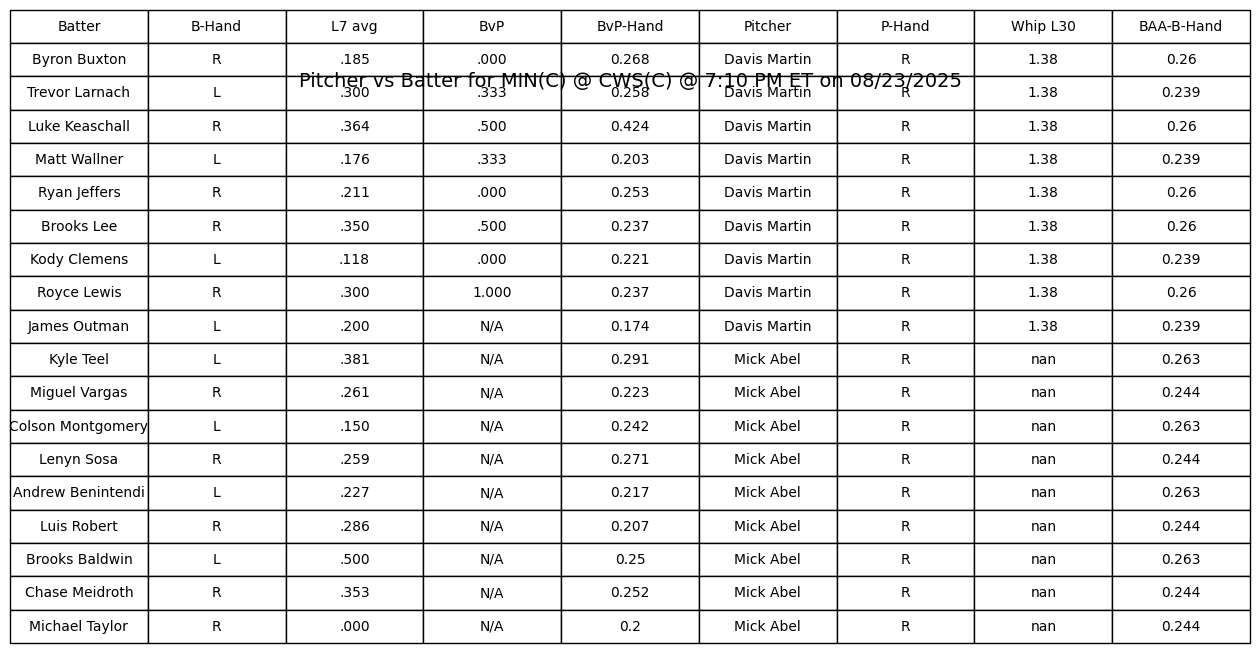 Batter B-Hand L7 avg BvP BvP-Hand Pitcher P-Hand Whip L30 BAA-B-Hand
Byron Buxton R .185 .000 0.268 Davis Martin R 1.38 0.26
Pitcher vs Batter for MIN(C) @ CWS(C) @ 7:10 PM ET on 08/23/2025
Trevor Larnach L .300 .333 0.258 Davis Martin R 1.38 0.239
Luke Keaschall R .364 .500 0.424 Davis Martin R 1.38 0.26
Matt Wallner L .176 .333 0.203 Davis Martin R 1.38 0.239
Ryan Jeffers R .211 .000 0.253 Davis Martin R 1.38 0.26
Brooks Lee R .350 .500 0.237 Davis Martin R 1.38 0.26
Kody Clemens L .118 .000 0.221 Davis Martin R 1.38 0.239
Royce Lewis R .300 1.000 0.237 Davis Martin R 1.38 0.26
James Outman L .200 N/A 0.174 Davis Martin R 1.38 0.239
Kyle Teel L .381 N/A 0.291 Mick Abel R nan 0.263
Miguel Vargas R .261 N/A 0.223 Mick Abel R nan 0.244
Colson Montgomery L .150 N/A 0.242 Mick Abel R nan 0.263
Lenyn Sosa R .259 N/A 0.271 Mick Abel R nan 0.244
Andrew Benintendi L .227 N/A 0.217 Mick Abel R nan 0.263
Luis Robert R .286 N/A 0.207 Mick Abel R nan 0.244
Brooks Baldwin L .500 N/A 0.25 Mick Abel R nan 0.263
Chase Meidroth R .353 N/A 0.252 Mick Abel R nan 0.244
Michael Taylor R .000 N/A 0.2 Mick Abel R nan 0.244